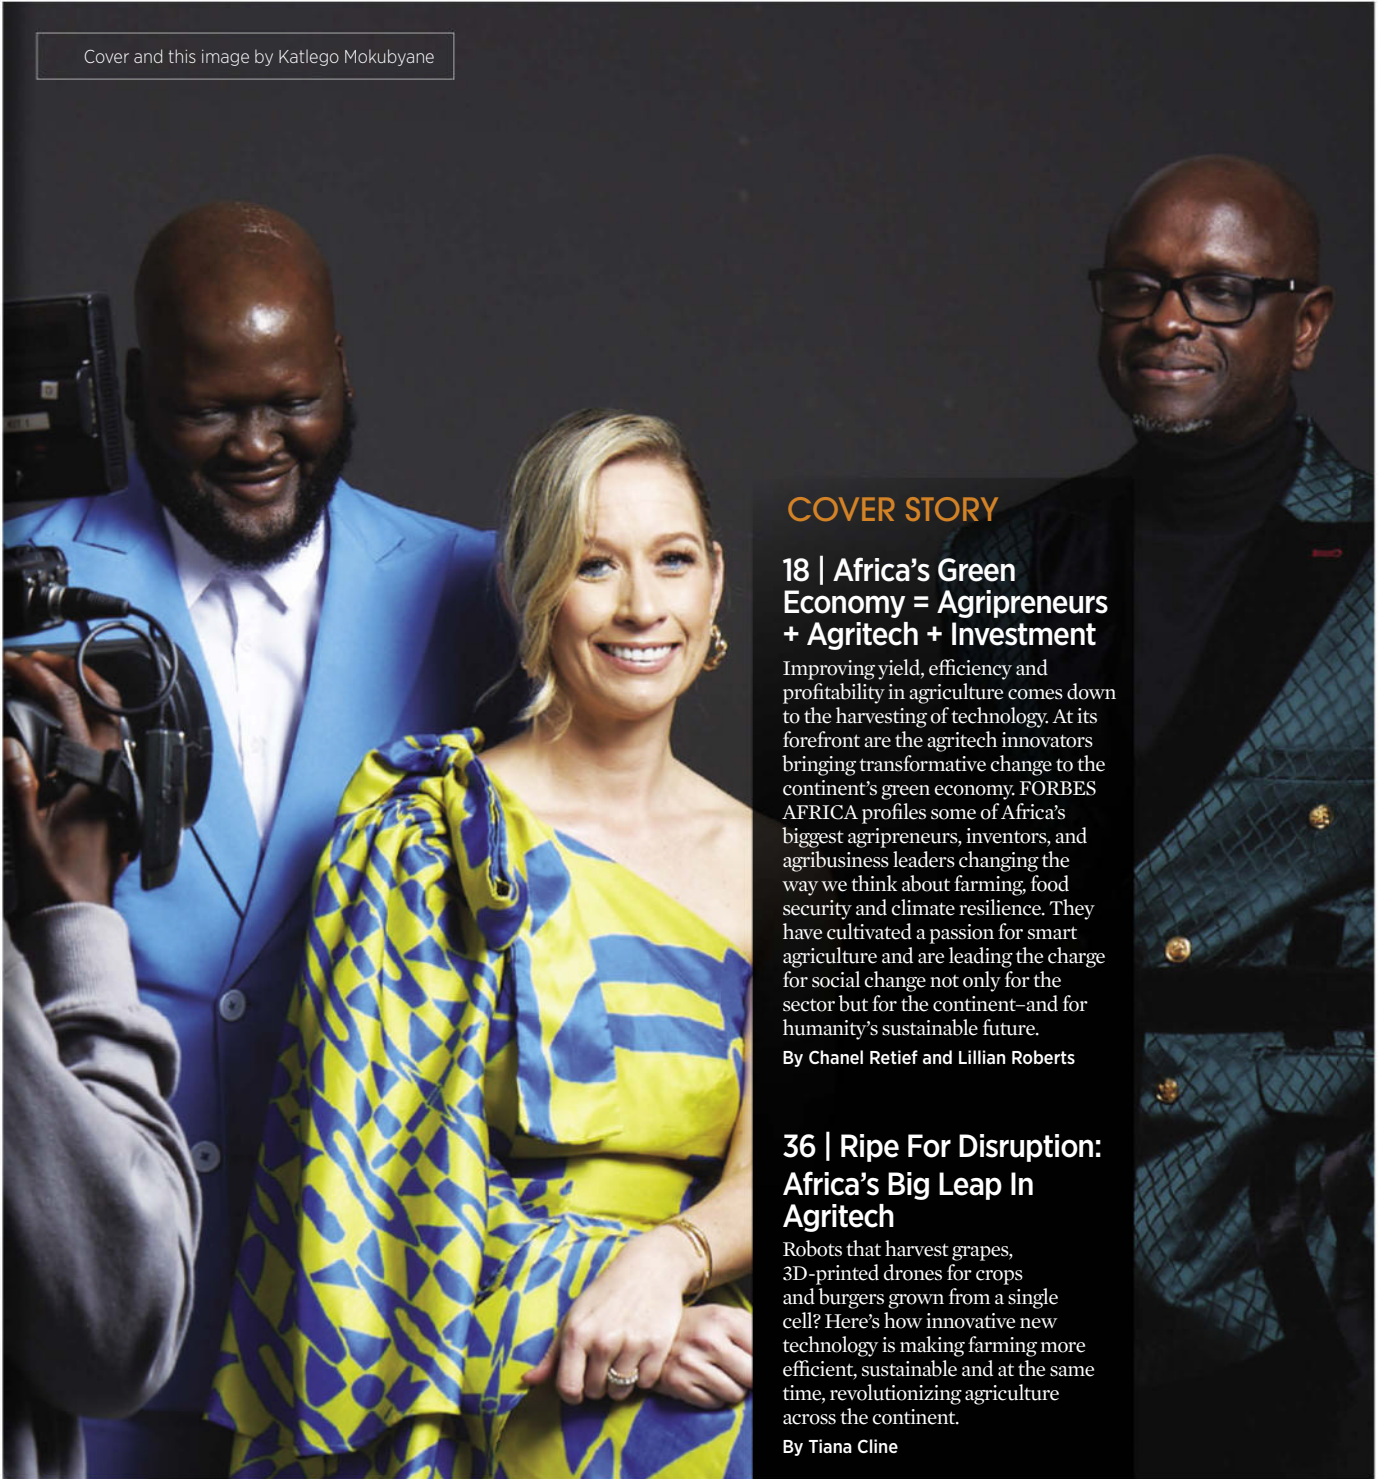 Cover and this image by Katlego Mokubyane
COVER STORY
18 | Africa’s Green
Economy = Agripreneurs
+ Agritech + Investment
Improving yield, efficiency and
profitability in agriculture comes down
to the harvesting of technology. At its
forefront are the agritech innovators
bringing transformative change to the
continent’s green economy. FORBES
AFRICA profiles some of Africa’s
biggest agripreneurs, inventors, and
agribusiness leaders changing the
way we think about farming, food
security and climate resilience. They
have cultivated a passion for smart
agriculture and are leading the charge
for social change not only for the
sector but for the continent–and for
humanity’s sustainable future.
By Chanel Retief and Lillian Roberts
36 | Ripe For Disruption:
Africa’s Big Leap In
Agritech
Robots that harvest grapes,
3D-printed drones for crops
and burgers grown from a single
cell? Here’s how innovative new
technology is making farming more
efficient, sustainable and at the same
time, revolutionizing agriculture
across the continent.
By Tiana Cline